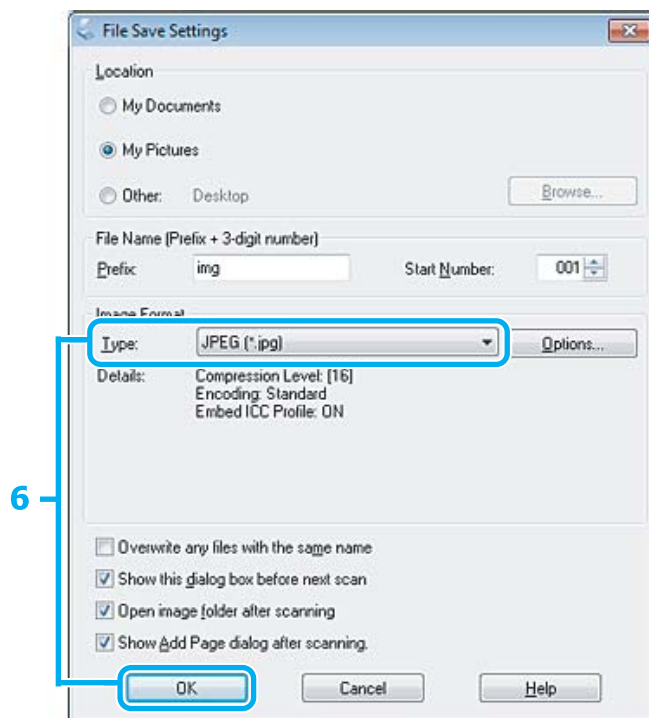 File Save Settings
Location
My Documents
My Pictures
Other: Desktop Browse...
File Name (Prefix + 3-digit number)
Prefix: img Start Number: 001
Image Format
Type: JPEG (*.jpg) Options...
Details: Compression Level: [16]
Encoding: Standard
Embed ICC Profile: ON
6
Overwrite any files with the same name
Show this dialog box before next scan
Open image folder after scanning
Show Add Page dialog after scanning.
OK Cancel Help